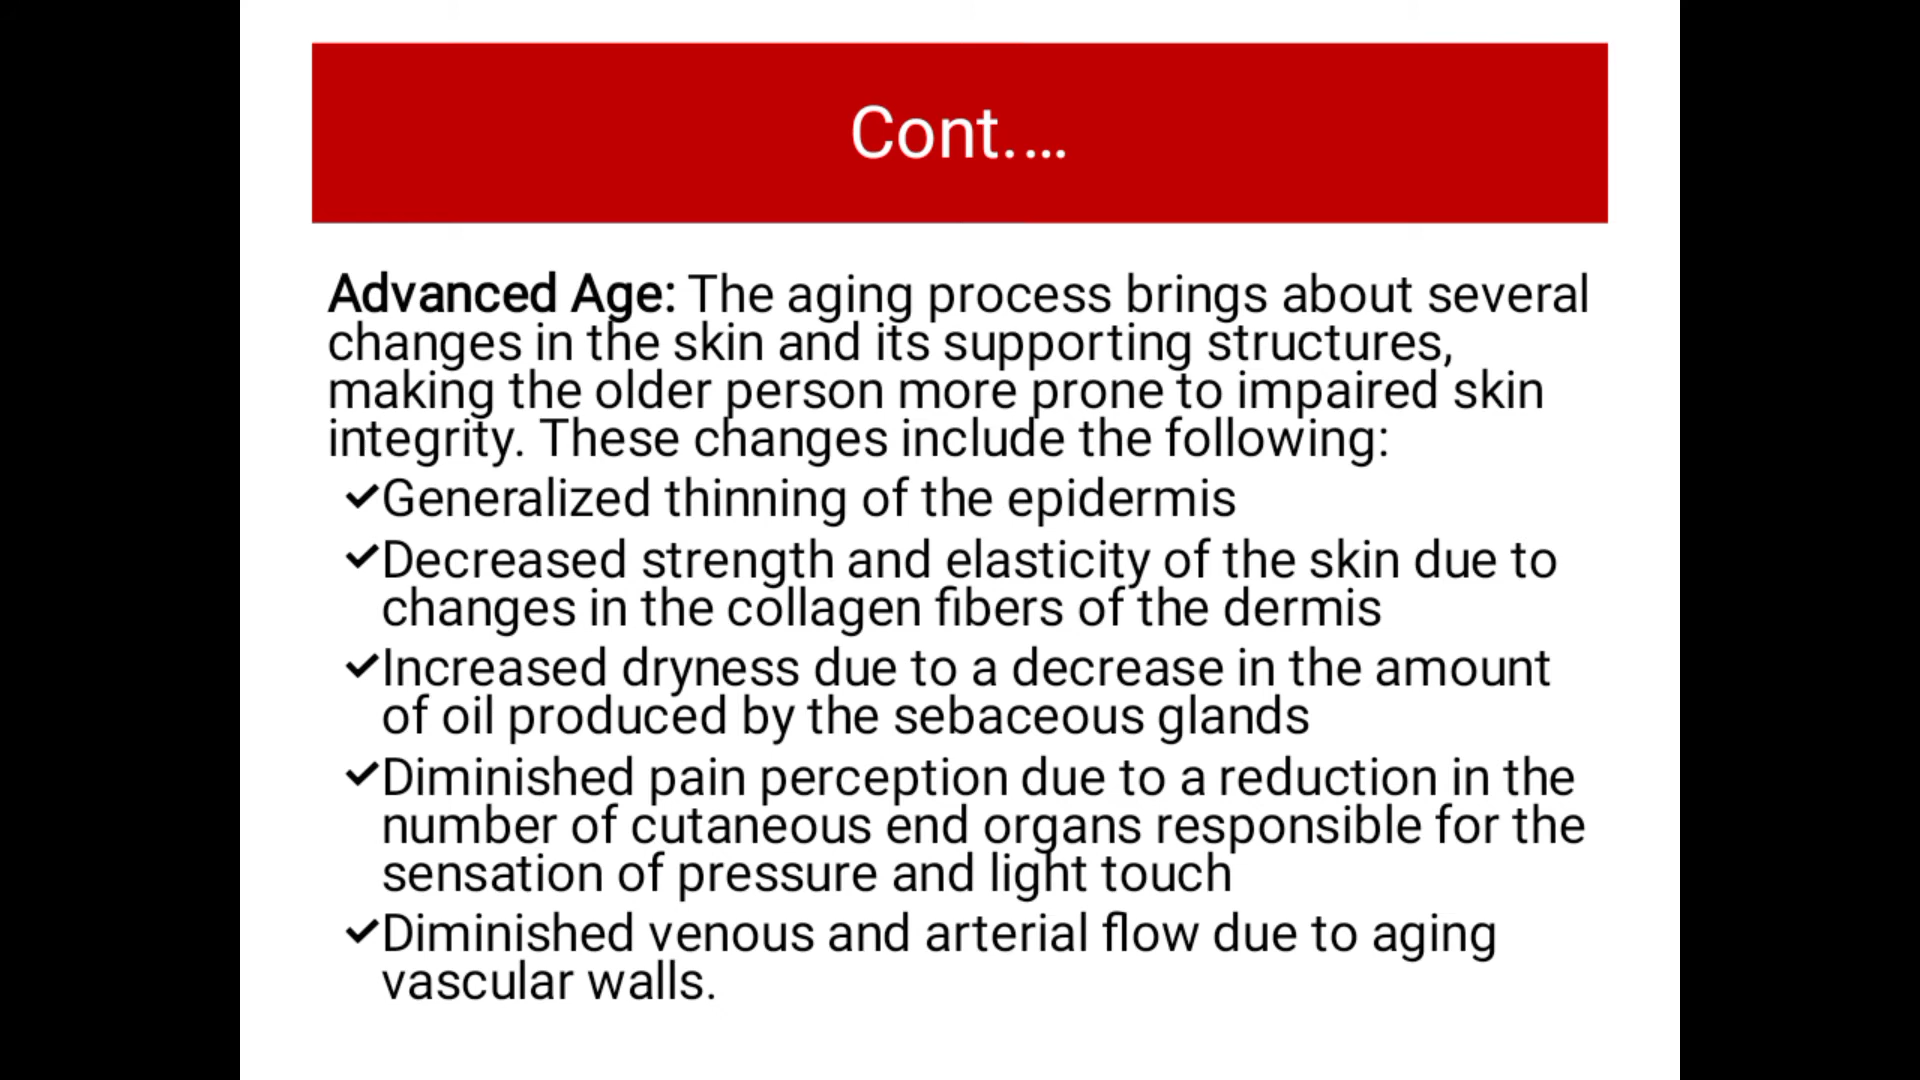 Cont.…
Advanced Age: The aging process brings about several
changes in the skin and its supporting structures,
making the older person more prone to impaired skin
integrity. These changes include the following:
✔Generalized thinning of the epidermis
✔Decreased strength and elasticity of the skin due to
changes in the collagen fibers of the dermis
✔Increased dryness due to a decrease in the amount
of oil produced by the sebaceous glands
✔Diminished pain perception due to a reduction in the
number of cutaneous end organs responsible for the
sensation of pressure and light touch
✔Diminished venous and arterial flow due to aging
vascular walls.